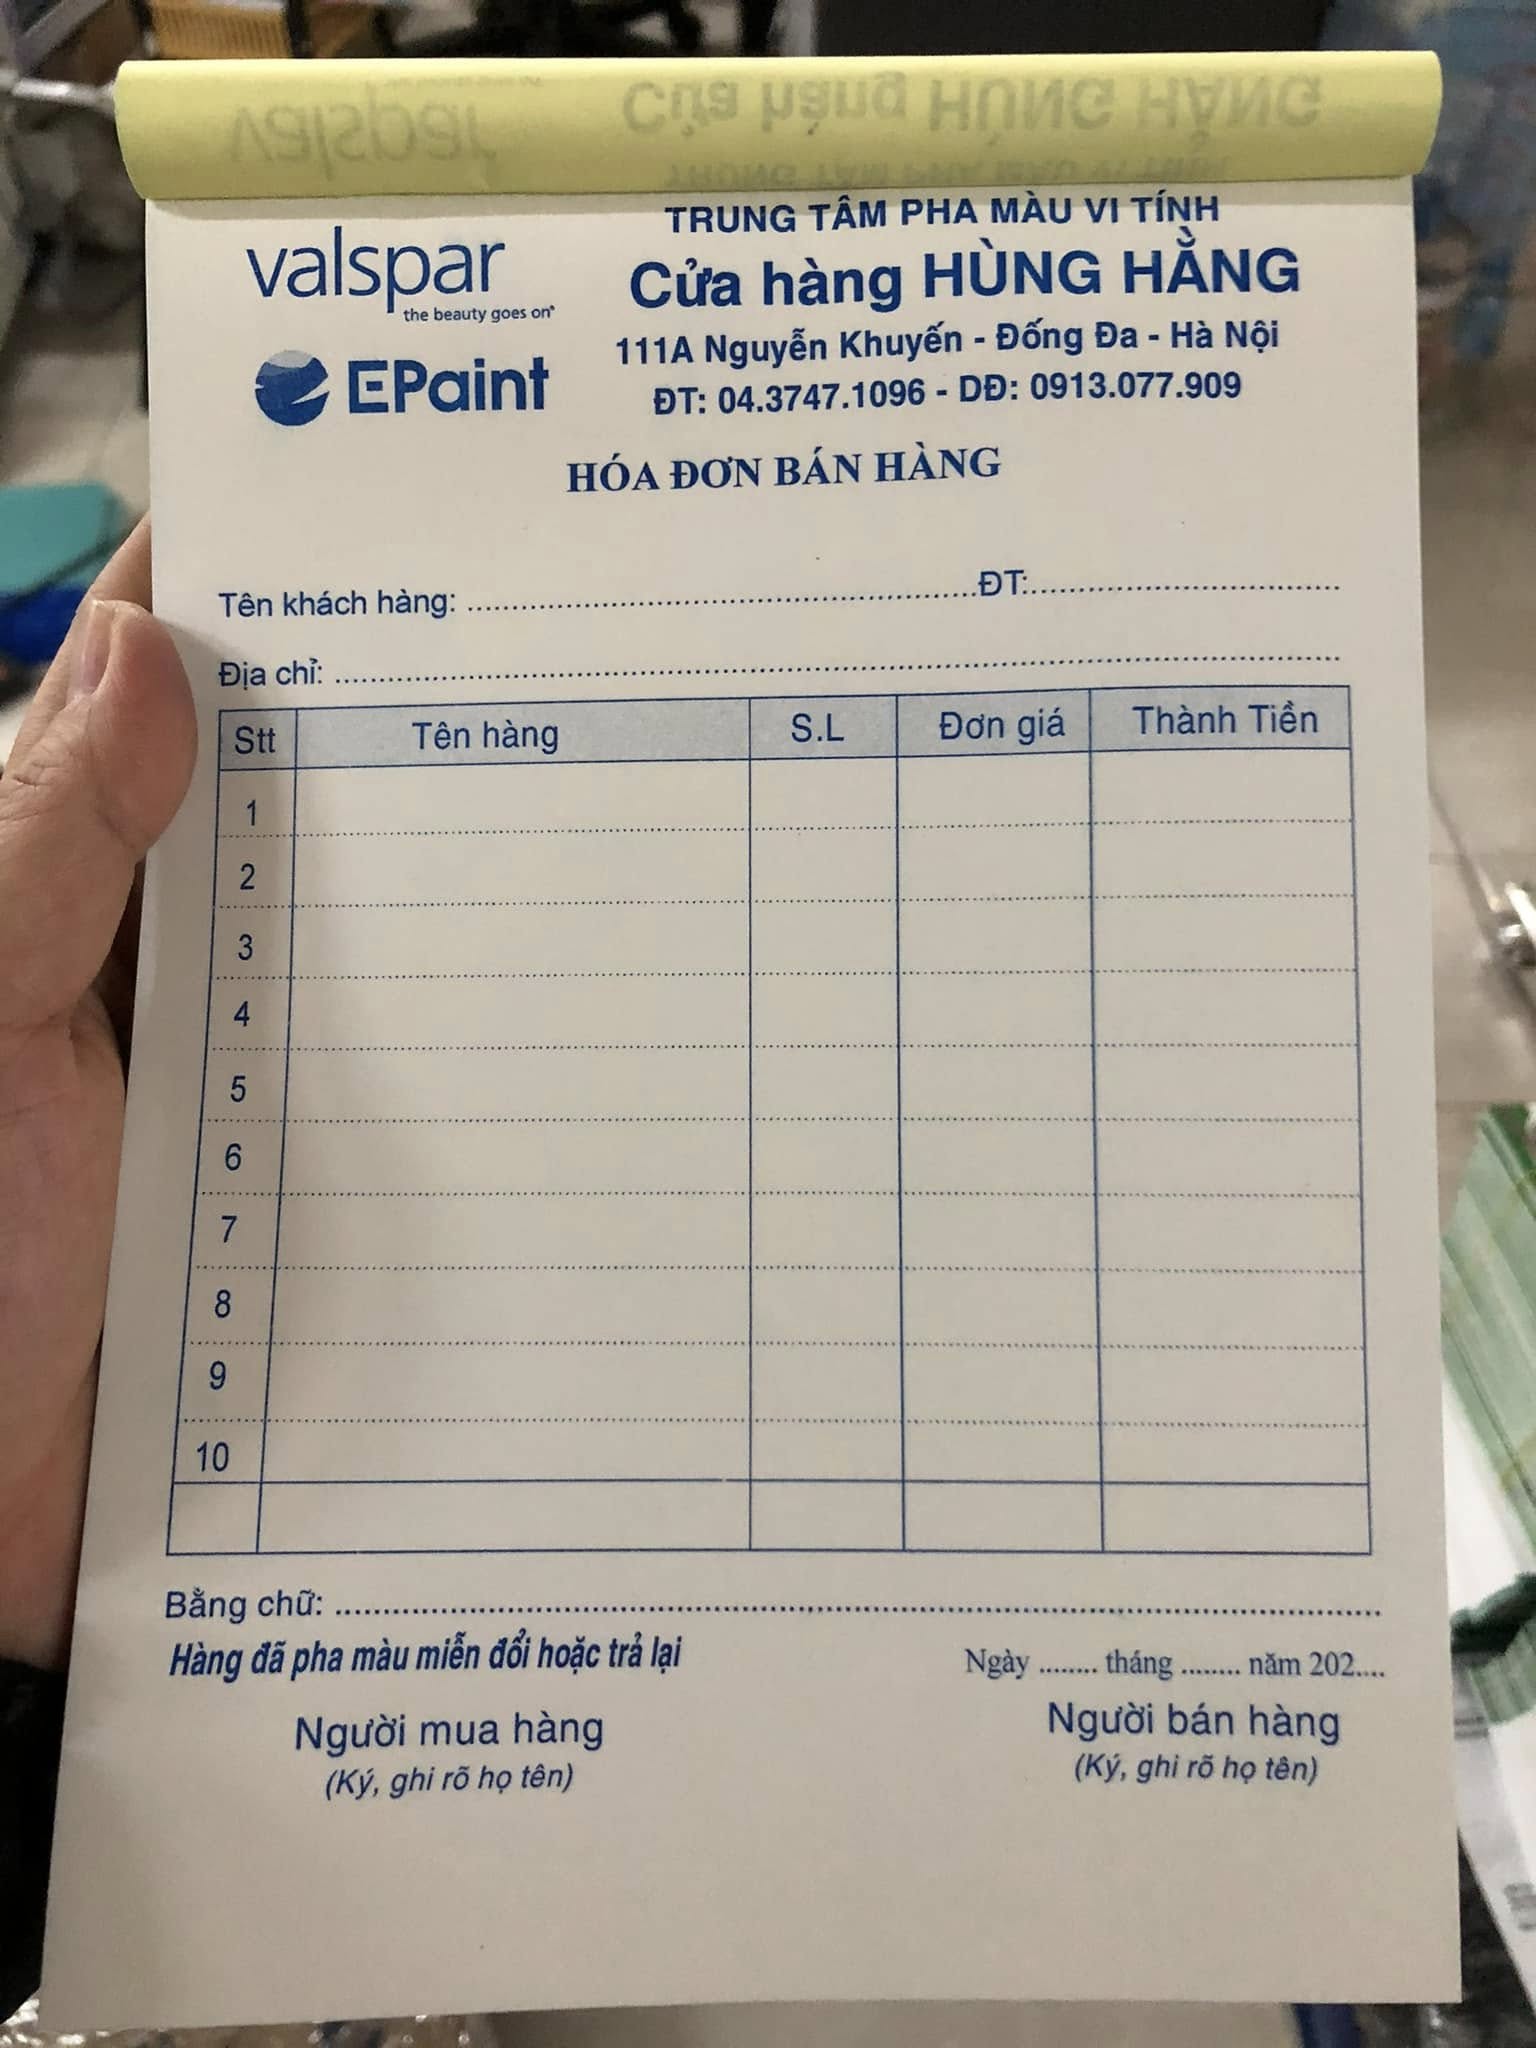 valspar
the beauty goes on®
EPaint
TRUNG TÂM PHA MÀU VI TÍNH
Cửa hàng HÙNG HẰNG
111A Nguyễn Khuyến - Đống Đa - Hà Nội
ĐT: 04.3747.1096 - DĐ: 0913.077.909
HÓA ĐƠN BÁN HÀNG
Tên khách hàng: ........................................ĐT:..............................
Địa chỉ: ................................................................................
Stt Tên hàng S.L Đơn giá Thành Tiền
1
2
3
4
5
6
7
8
9
10
Bằng chữ: ................................................................................
Hàng đã pha màu miễn đổi hoặc trả lại
Ngày ........ tháng ........ năm 202....
Người mua hàng Người bán hàng
(Ký, ghi rõ họ tên) (Ký, ghi rõ họ tên)